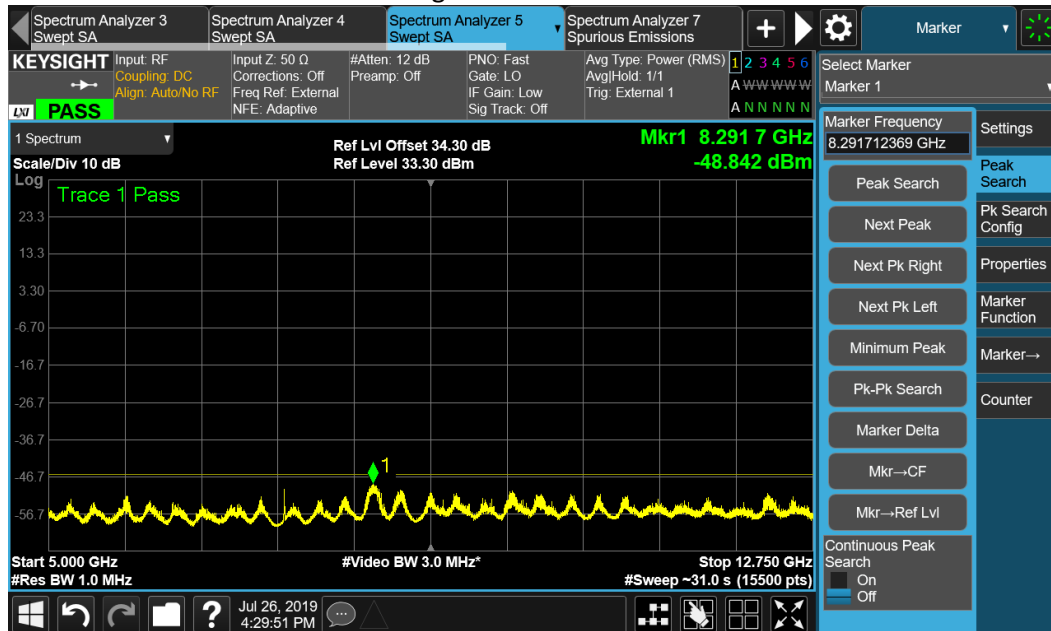 Spectrum Analyzer 3
Swept SA
Spectrum Analyzer 4
Swept SA
Spectrum Analyzer 5
Swept SA
Spectrum Analyzer 7
Spurious Emissions
Marker
KEYSIGHT
LXI PASS
Input: RF
Coupling: DC
Align: Auto/No RF
Input Z: 50 Ω
Corrections: Off
Freq Ref: External
NFE: Adaptive
#Atten: 12 dB
Preamp: Off
PNO: Fast
Gate: LO
IF Gain: Low
Sig Track: Off
Avg Type: Power (RMS)
Avg|Hold: 1/1
Trig: External 1
1 2 3 4 5 6
A W W W W W
A N N N N N
Select Marker
Marker 1
1 Spectrum
Scale/Div 10 dB
Log
Ref Lvl Offset 34.30 dB
Ref Level 33.30 dBm
Mkr1 8.291 7 GHz
-48.842 dBm
Trace 1 Pass
23.3
13.3
3.30
-6.70
-16.7
-26.7
-36.7
-46.7
-56.7
1
Start 5.000 GHz
#Res BW 1.0 MHz
#Video BW 3.0 MHz*
Stop 12.750 GHz
#Sweep ~31.0 s (15500 pts)
Marker Frequency
8.291712369 GHz
Peak Search
Next Peak
Next Pk Right
Next Pk Left
Minimum Peak
Pk-Pk Search
Marker Delta
Mkr→CF
Mkr→Ref Lvl
Continuous Peak
Search
On
Off
Settings
Peak
Search
Pk Search
Config
Properties
Marker
Function
Marker→
Counter
?
Jul 26, 2019
4:29:51 PM